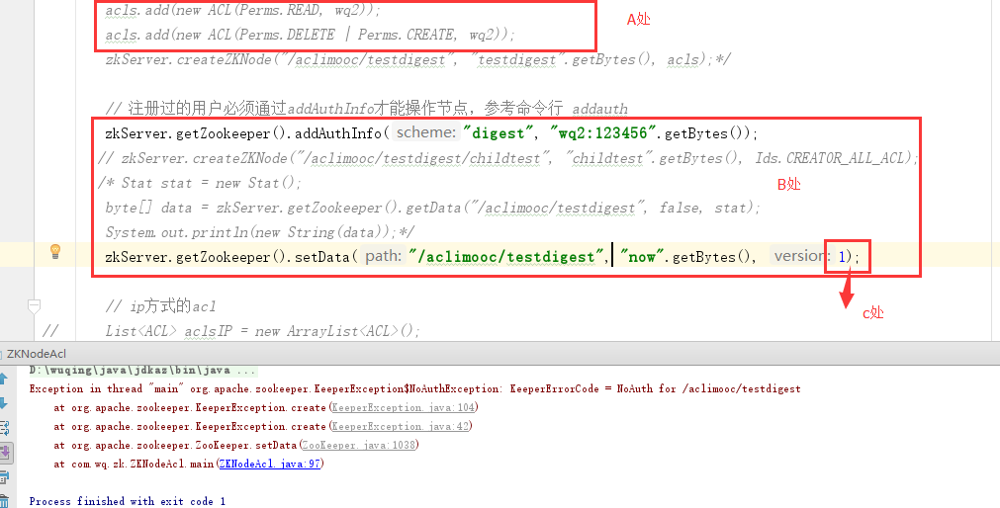 acls.add(new ACL(Perms.READ, wq2));
A处
acls.add(new ACL(Perms.DELETE | Perms.CREATE, wq2));
zkServer.createZKNode("/aclimooc/testdigest", "testdigest".getBytes(), acls);*/
// 注册过的用户必须通过addAuthInfo才能操作节点，参考命令行 addauth
zkServer.getZookeeper().addAuthInfo( scheme: "digest", "wq2:123456".getBytes());
// zkServer.createZKNode("/aclimooc/testdigest/childtest", "childtest".getBytes(), Ids.CREATOR_ALL_ACL);
/* Stat stat = new Stat();
B处
byte[] data = zkServer.getZookeeper().getData("/aclimooc/testdigest", false, stat);
System.out.println(new String(data));*/
zkServer.getZookeeper().setData( path: "/aclimooc/testdigest", "now".getBytes(), version: 1);
// ip方式的acl
c处
// List<ACL> aclsIP = new ArrayList<ACL>();
ZKNodeAcl
D:\wuqing\java\jdkaz\bin\java ...
Exception in thread "main" org.apache.zookeeper.KeeperException$NoAuthException: KeeperErrorCode = NoAuth for /aclimooc/testdigest
at org.apache.zookeeper.KeeperException.create(KeeperException.java:104)
at org.apache.zookeeper.KeeperException.create(KeeperException.java:42)
at org.apache.zookeeper.ZooKeeper.setData(ZooKeeper.java:1038)
at com.wq.zk.ZKNodeAcl.main(ZKNodeAcl.java:97)
Process finished with exit code 1